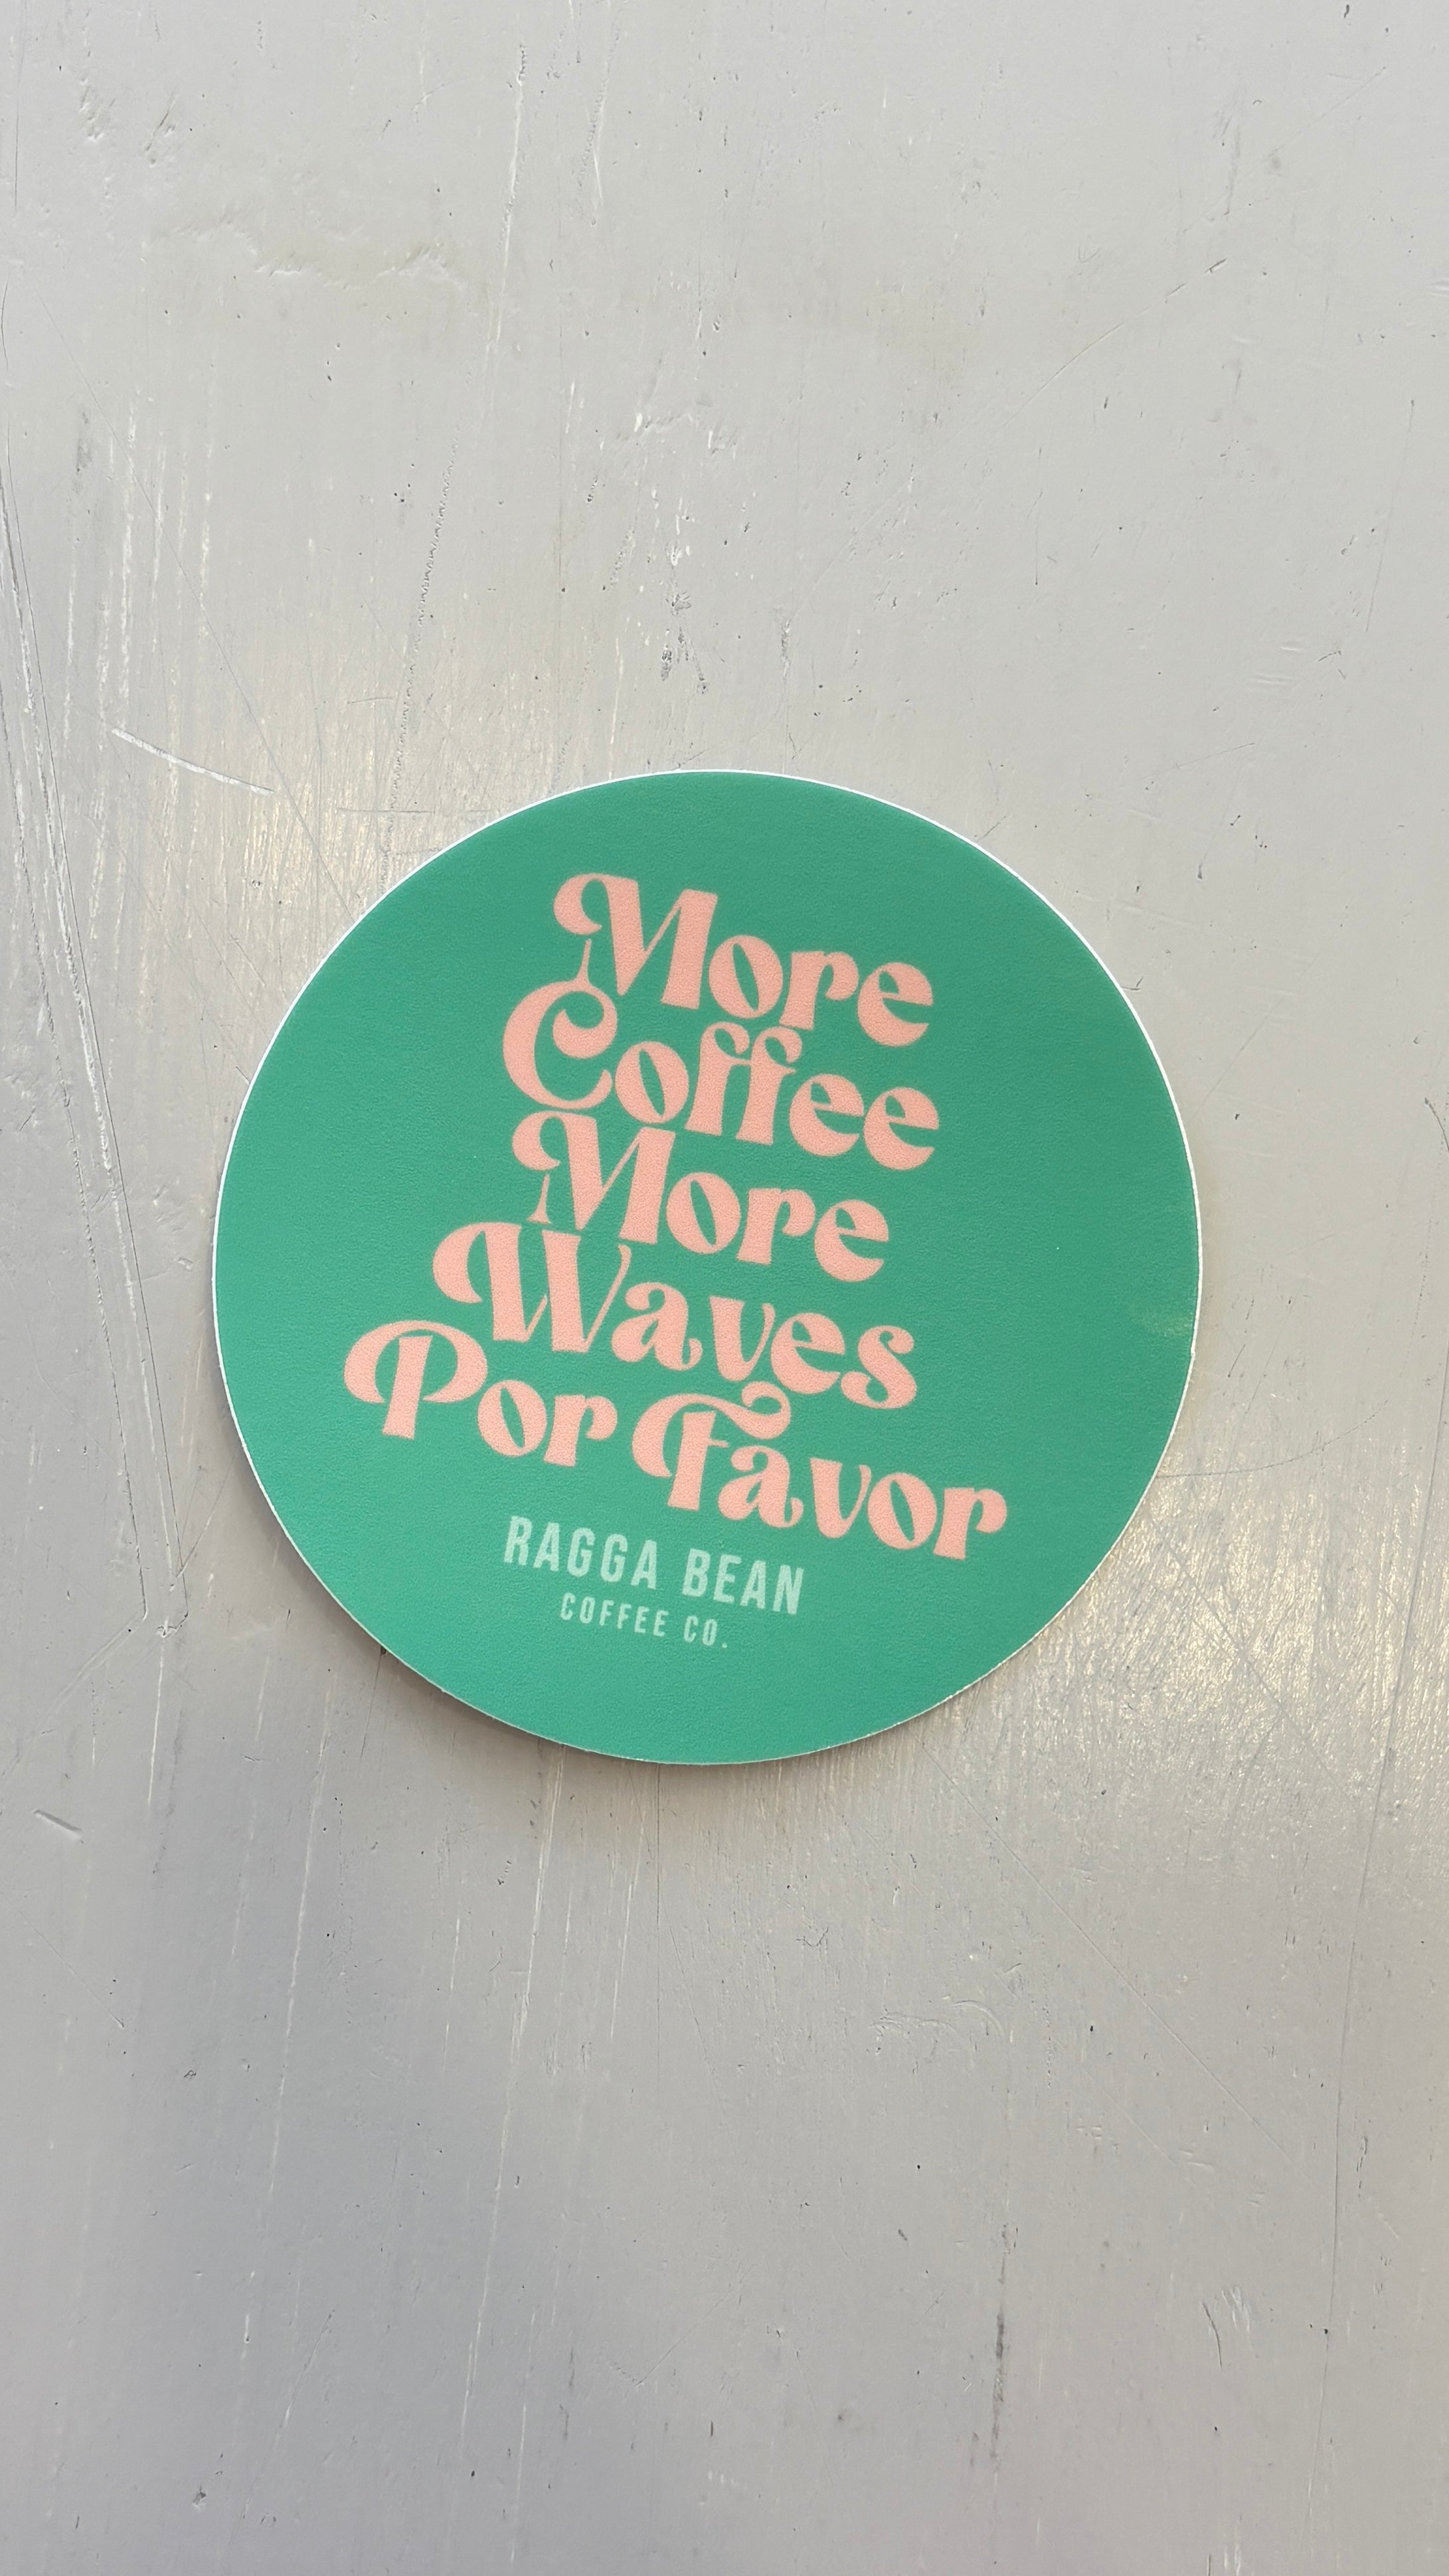 More
Coffee
More
Waves
Por Favor
RAGGA BEAN
COFFEE CO.